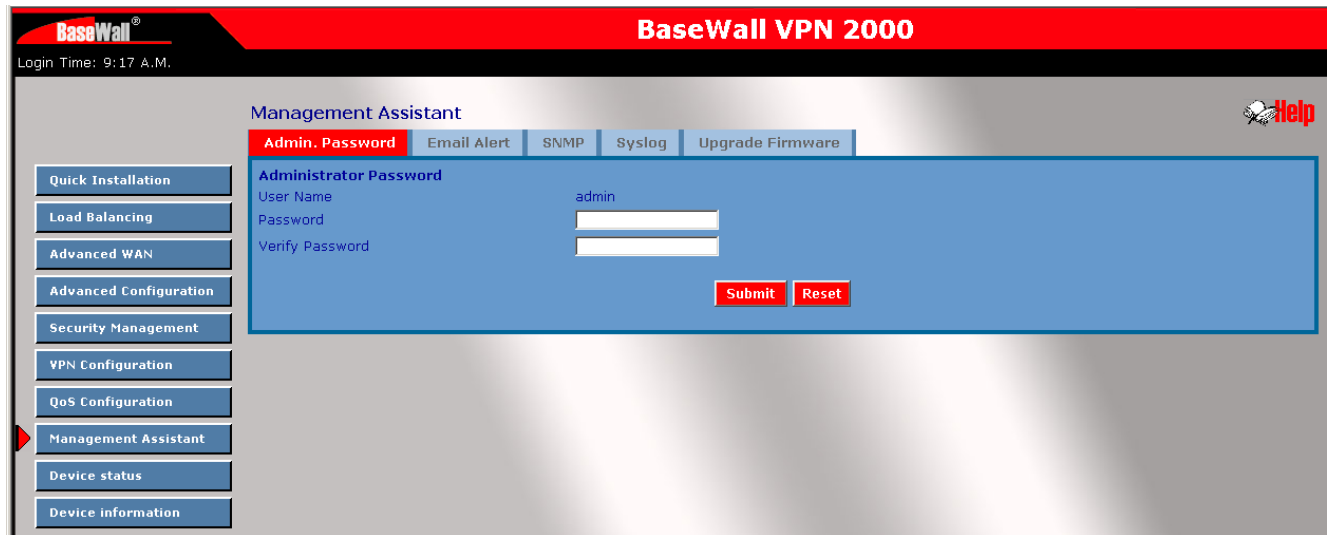 BaseWall®
BaseWall VPN 2000
Login Time: 9:17 A.M.
Management Assistant
Help
Admin. Password
Email Alert
SNMP
Syslog
Upgrade Firmware
Quick Installation
Load Balancing
Advanced WAN
Advanced Configuration
Security Management
VPN Configuration
QoS Configuration
Management Assistant
Device status
Device information
Administrator Password
User Name admin
Password
Verify Password
Submit Reset